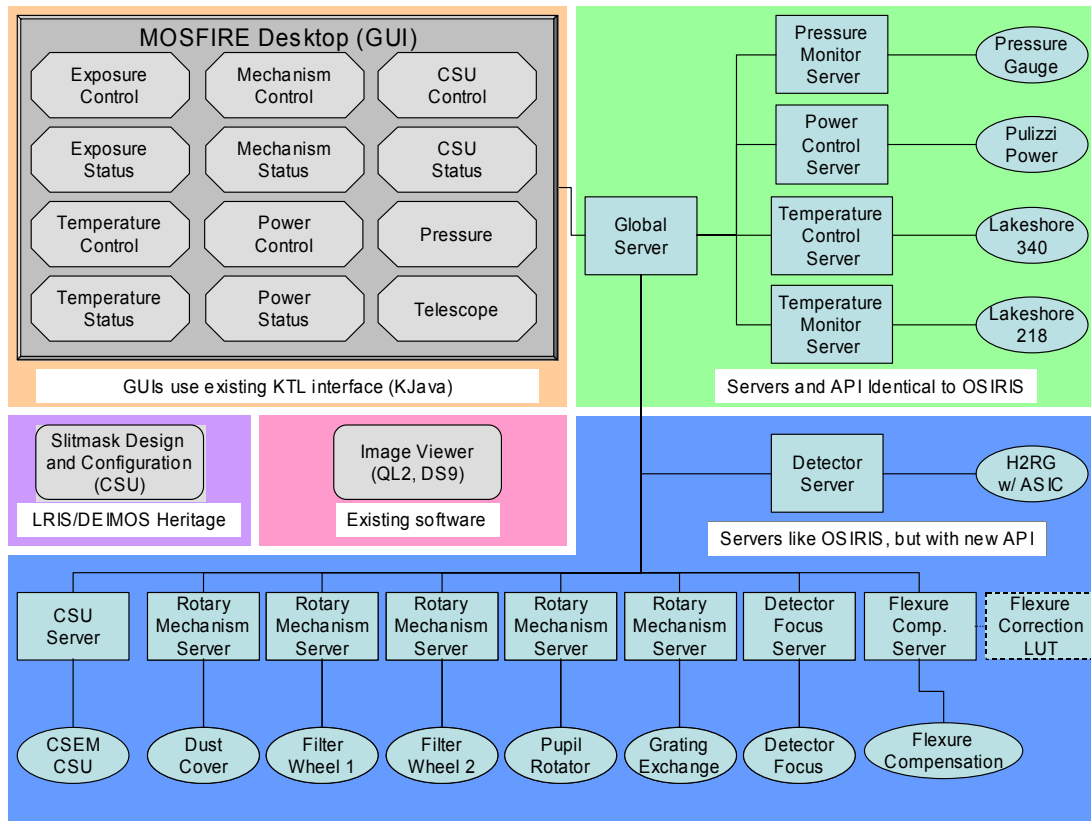 MOSFIRE Desktop (GUI)
Exposure
Control
Mechanism
Control
CSU
Control
Exposure
Status
Mechanism
Status
CSU
Status
Temperature
Control
Power
Control
Pressure
Temperature
Status
Power
Status
Telescope
GUIs use existing KTL interface (KJava)
Global
Server
Pressure
Monitor
Server
Pressure
Gauge
Power
Control
Server
Pulizzi
Power
Temperature
Control
Server
Lakeshore
340
Temperature
Monitor
Server
Lakeshore
218
Servers and API Identical to OSIRIS
Slitmask Design
and Configuration
(CSU)
LRIS/DEIMOS Heritage
Image Viewer
(QL2, DS9)
Existing software
Detector
Server
H2RG
w/ ASIC
Servers like OSIRIS, but with new API
CSU
Server
Rotary
Mechanism
Server
Rotary
Mechanism
Server
Rotary
Mechanism
Server
Rotary
Mechanism
Server
Rotary
Mechanism
Server
Detector
Focus
Server
Flexure
Comp.
Server
Flexure
Correction
LUT
CSEM
CSU
Dust
Cover
Filter
Wheel 1
Filter
Wheel 2
Pupil
Rotator
Grating
Exchange
Detector
Focus
Flexure
Compensation